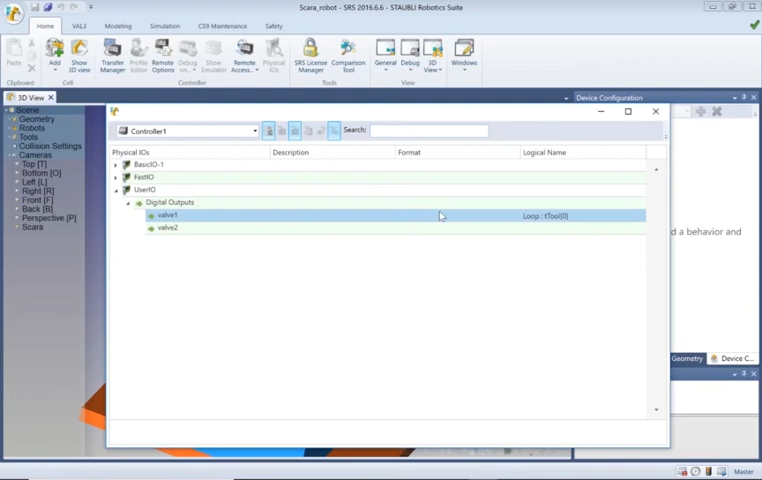 Scara_robot - SRS 2016.6.6 - STAUBLI Robotics Suite
Home VAL3 Modeling Simulation CS9 Maintenance Safety
Paste Add Show 3D view Transfer Manager Profile Editor Remote Options Debug on... Show Emulator Remote Access... Physical IOs SRS License Manager Comparison Tool General Debug 3D View Windows
Clipboard Cell Controller Tools View
3D View
Device Configuration
Scene
Geometry
Robots
Tools
Collision Settings
Cameras
Top [T]
Bottom [O]
Left [L]
Right [R]
Front [F]
Back [B]
Perspective [P]
Scara
Controller1 Search:
Physical IOs Description Format Logical Name
BasicIO-1
FastIO
UserIO
Digital Outputs
valve1 Loop : tTool[0]
valve2
d a behavior and
Geometry Device C...
Master